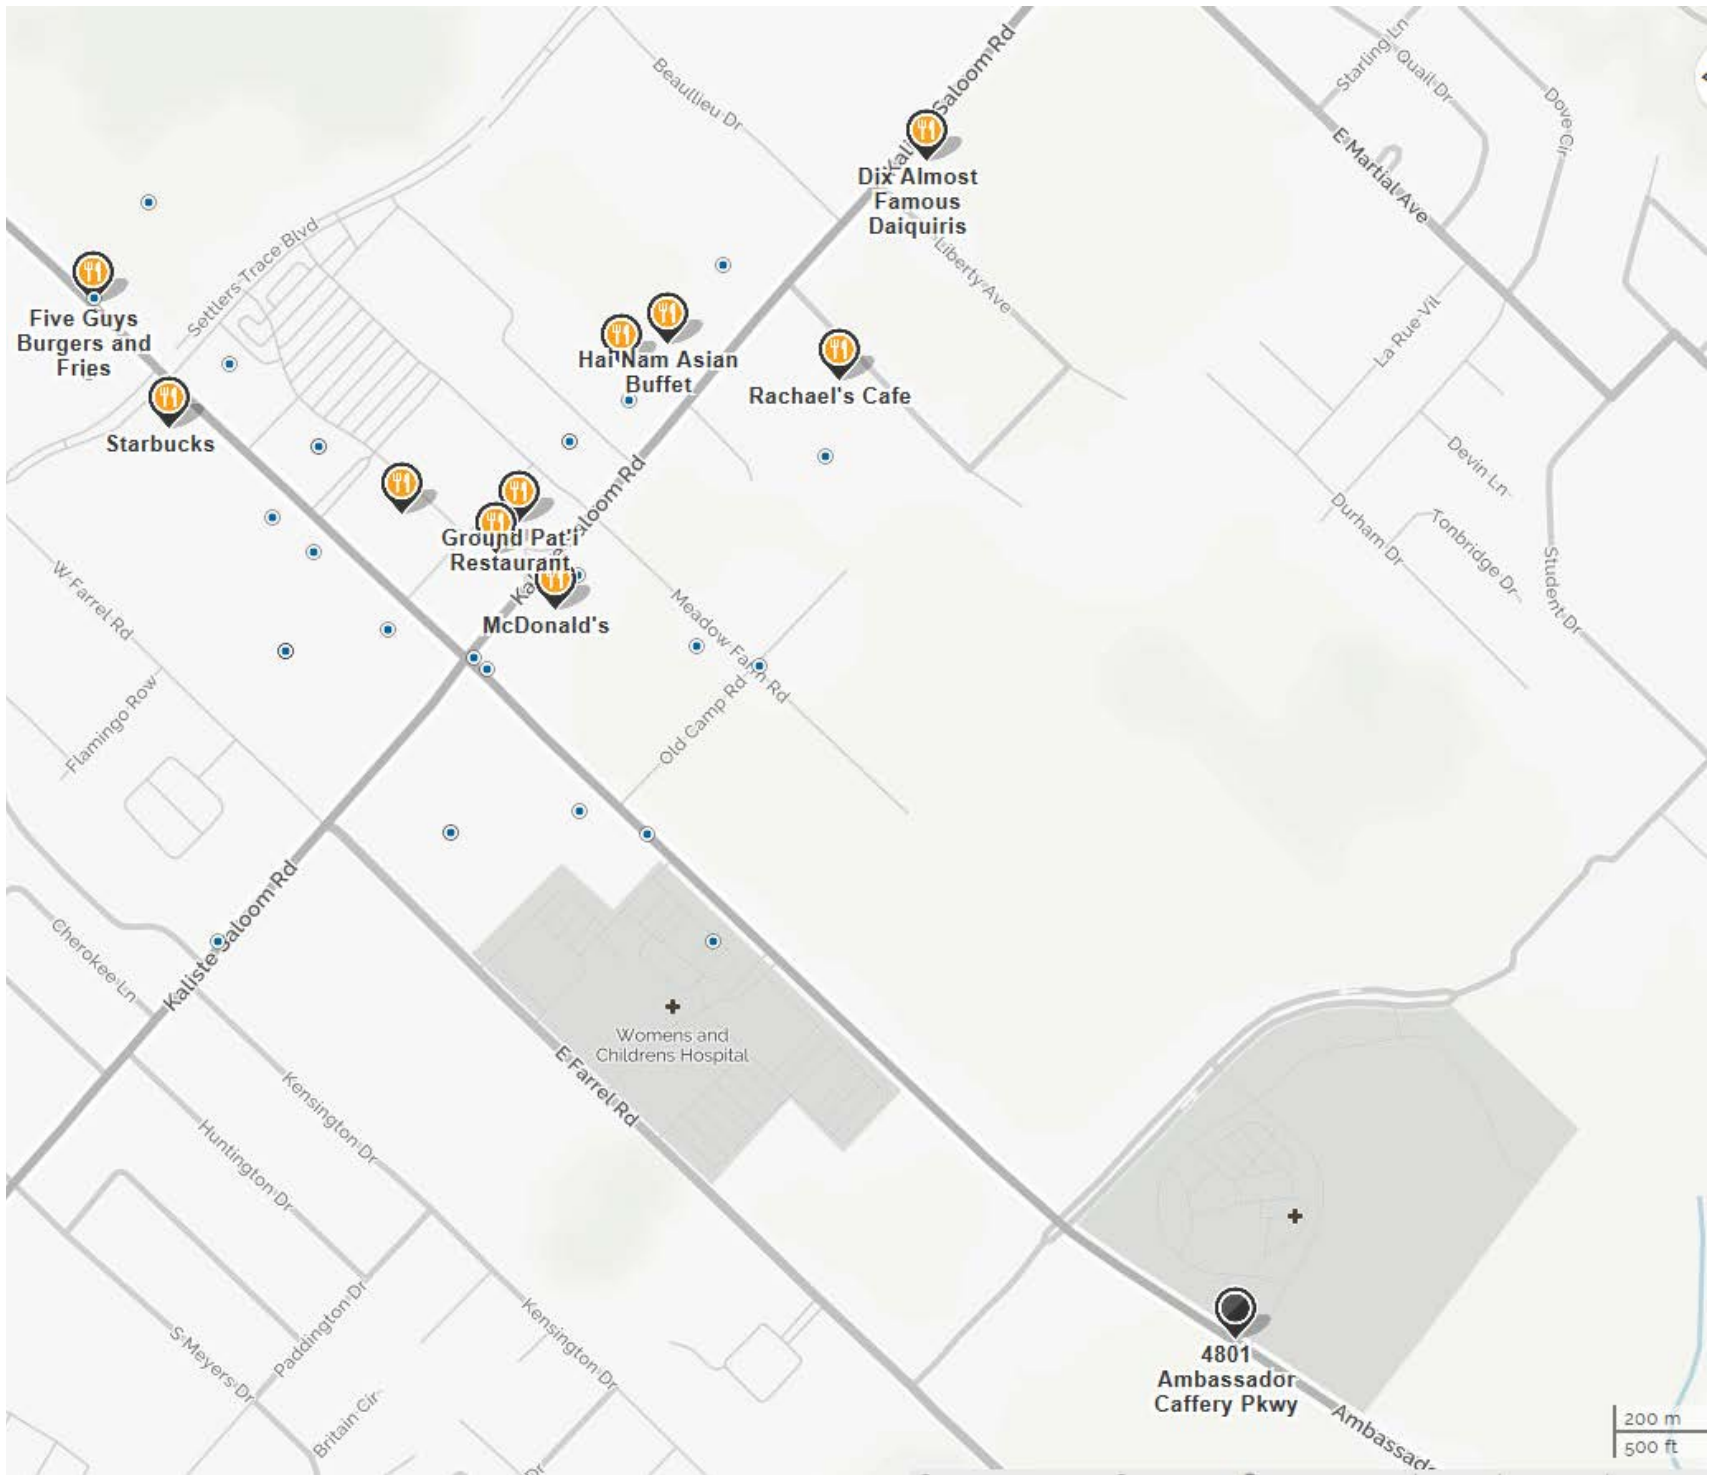 Starling Ln
Quail Dr
Dove Cir
Beaullieu Dr
Kaliste Saloom Rd
E Martial Ave
Dix Almost
Famous
Daiquiris
Liberty Ave
Settlers Trace Blvd
Five Guys
Burgers and
Fries
Starbucks
Hai Nam Asian
Buffet
Rachael's Cafe
La Rue Vil
Devin Ln
Durham Dr
Tonbridge Dr
Student Dr
Ground Pat'i
Restaurant
McDonald's
Meadow Farm Rd
Old Camp Rd
W Farrel Rd
Flamingo Row
Kaliste Saloom Rd
Cherokee Ln
Womens and
Childrens Hospital
E Farrel Rd
Kensington Dr
Huntington Dr
Paddington Dr
S Meyers Dr
Britain Cir
Kensington Dr
Dr
4801
Ambassador
Caffery Pkwy
Ambassado
200 m
500 ft